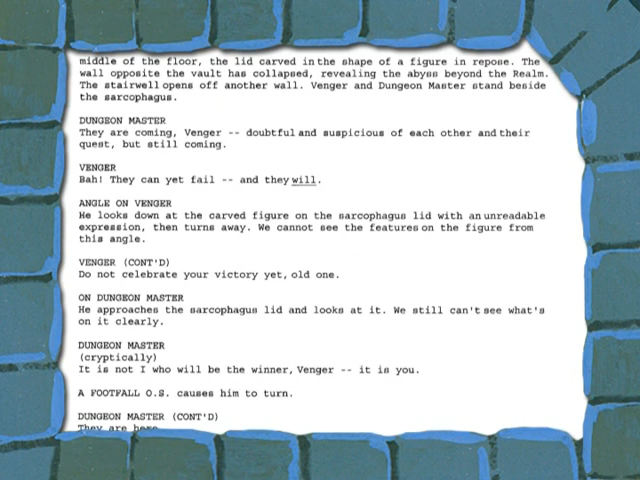 middle of the floor, the lid carved in the shape of a figure in repose. The
wall opposite the vault has collapsed, revealing the abyss beyond the Realm.
The stairwell opens off another wall. Venger and Dungeon Master stand beside
the sarcophagus.
DUNGEON MASTER
They are coming, Venger -- doubtful and suspicious of each other and their
quest, but still coming.
VENGER
Bah! They can yet fail -- and they will.
ANGLE ON VENGER
He looks down at the carved figure on the sarcophagus lid with an unreadable
expression, then turns away. We cannot see the features on the figure from
this angle.
VENGER (CONT'D)
Do not celebrate your victory yet, old one.
ON DUNGEON MASTER
He approaches the sarcophagus lid and looks at it. We still can't see what's
on it clearly.
DUNGEON MASTER
(cryptically)
It is not I who will be the winner, Venger -- it is you.
A FOOTFALL O.S. causes him to turn.
DUNGEON MASTER (CONT'D)
They are here